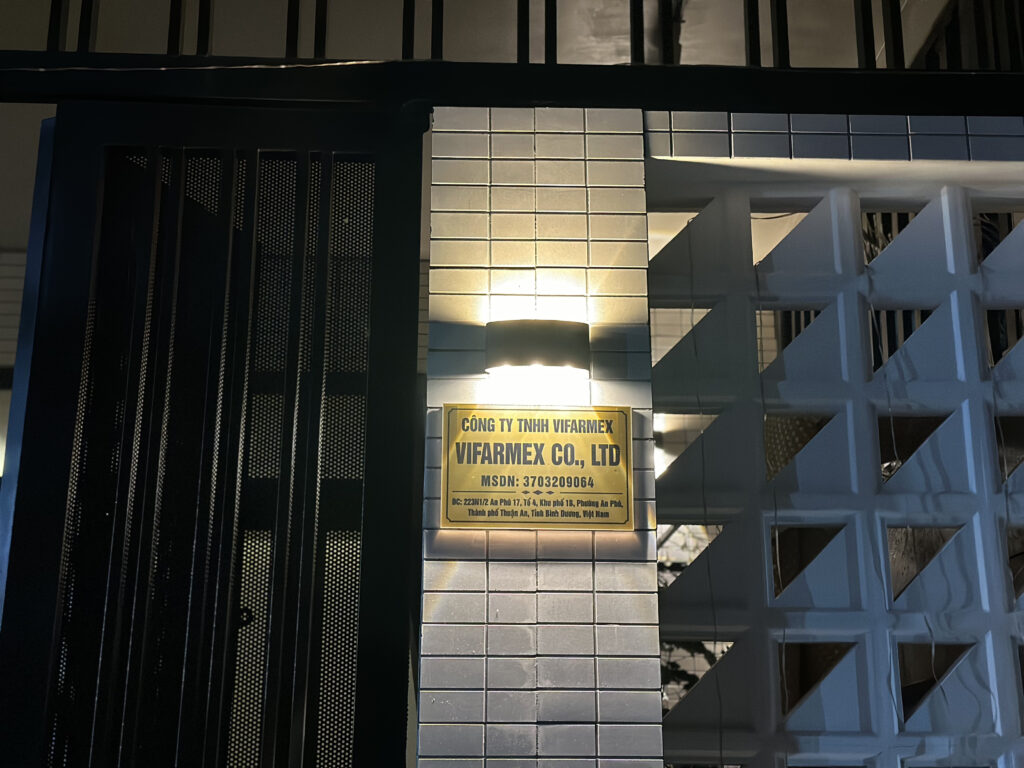 CÔNG TY TNHH VIFARMEX
VIFARMEX CO., LTD
MSDN: 3703209064
ĐC: 223N1/2 An Phú 17, Tổ 4, Khu phố 1B, Phường An Phú,
Thành phố Thuận An, Tỉnh Bình Dương, Việt Nam